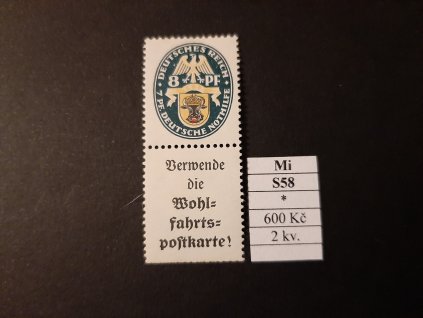 DEUTSCHES REICH
8 PF
7 PF. DEUTSCHE NOTHILFE
Verwende
die
Wohl-
fahrts-
postkarte!
Mi
S58
*
600 Kč
2 kv.